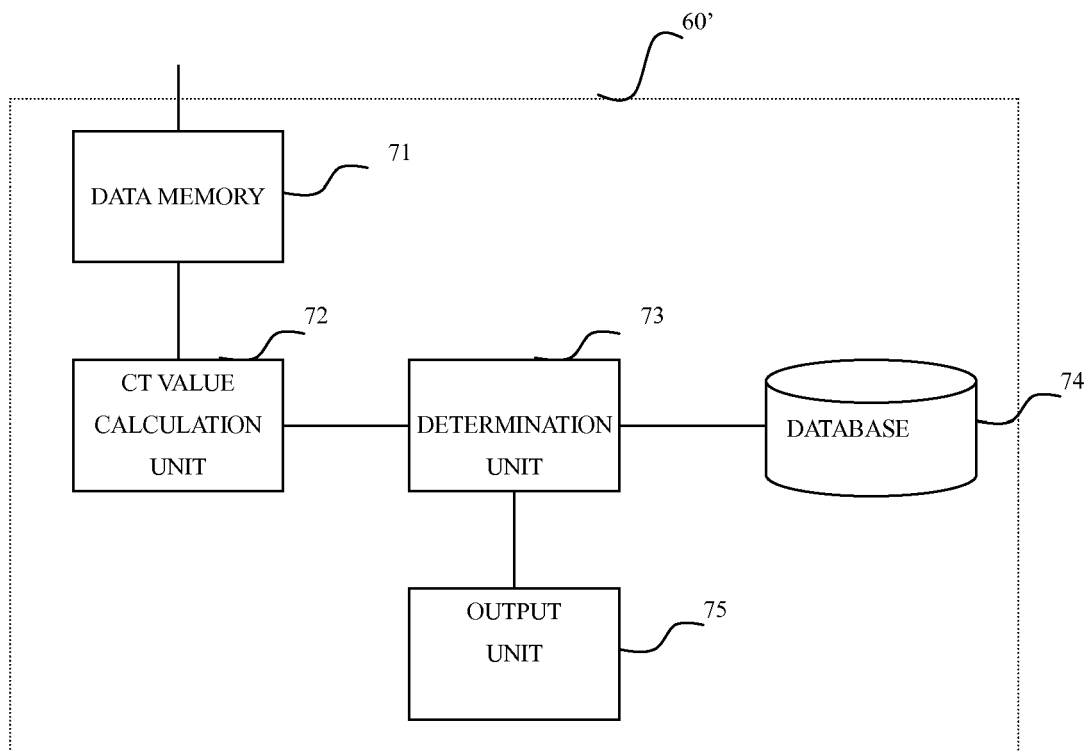 60’
71
DATA MEMORY
72
73
CT VALUE
CALCULATION
UNIT
DETERMINATION
UNIT
74
DATABASE
OUTPUT
UNIT
75